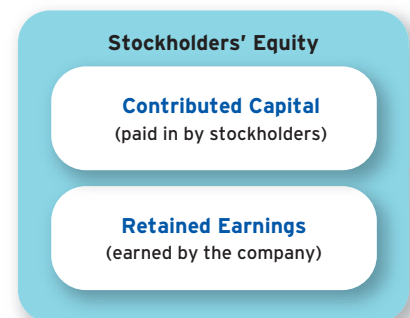 Stockholders’ Equity
Contributed Capital
(paid in by stockholders)
Retained Earnings
(earned by the company)